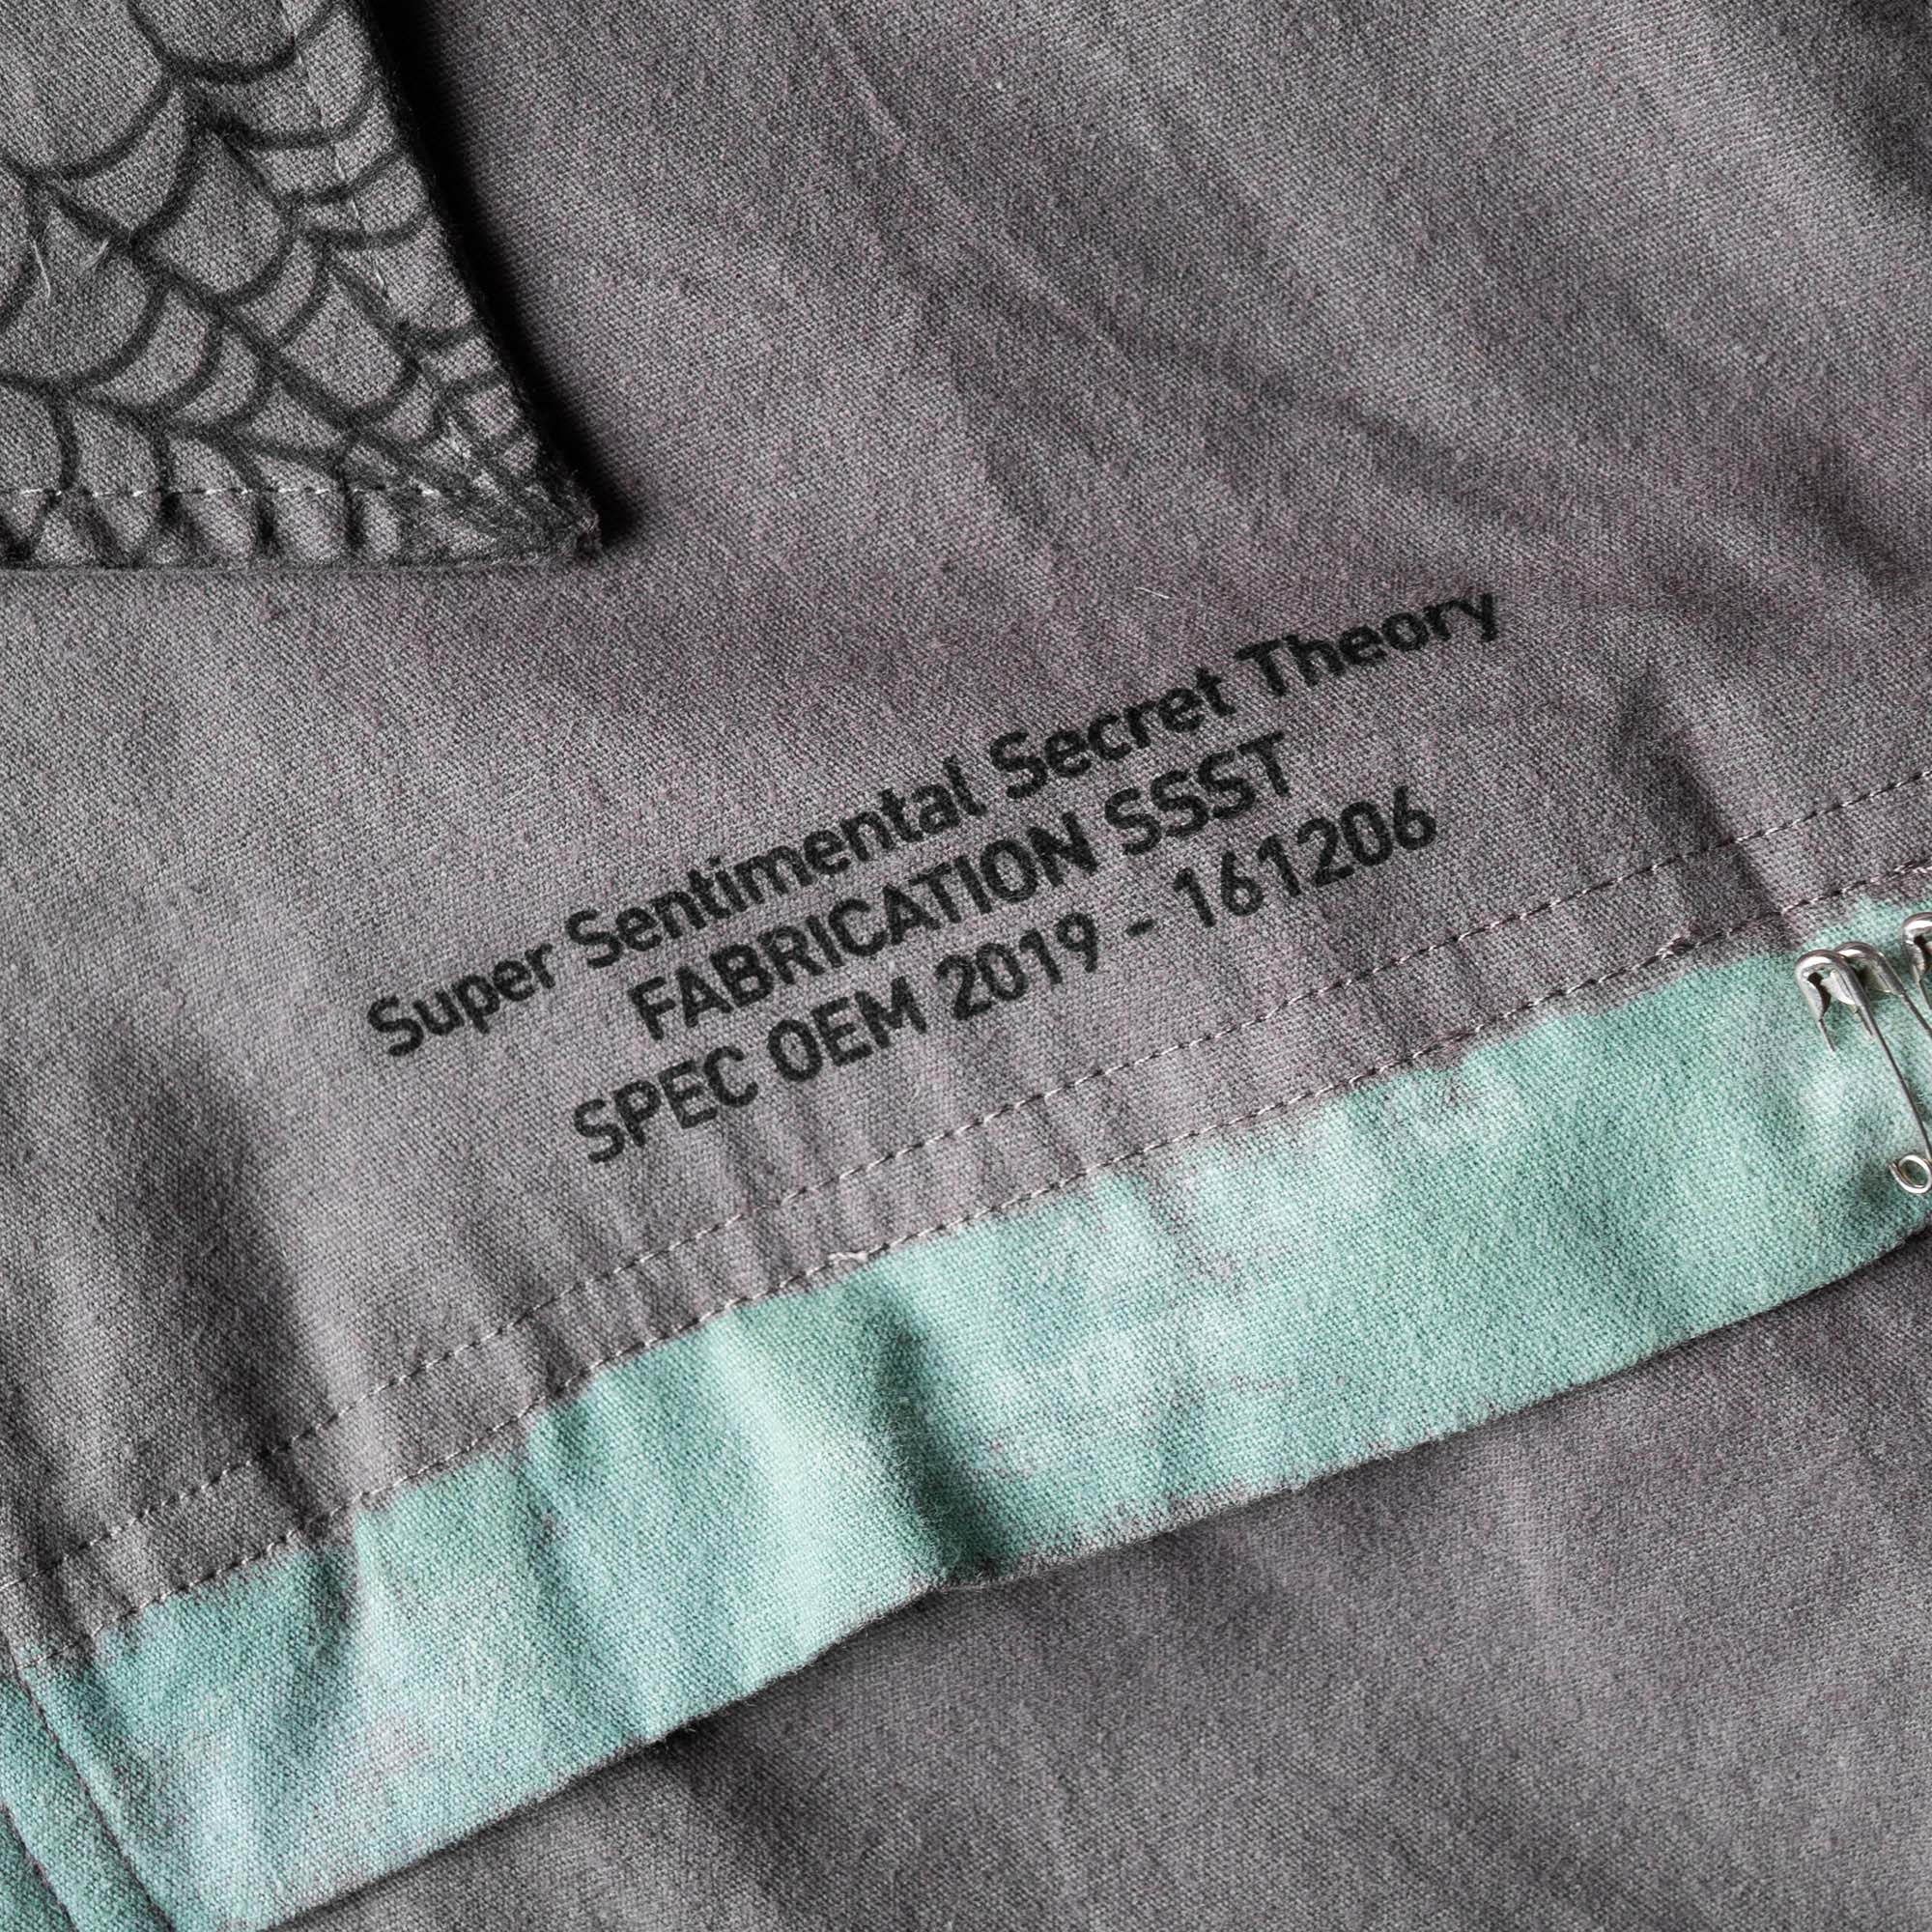 Super Sentimental Secret Theory
FABRICATION SSST
SPEC OEM 2019 - 161206